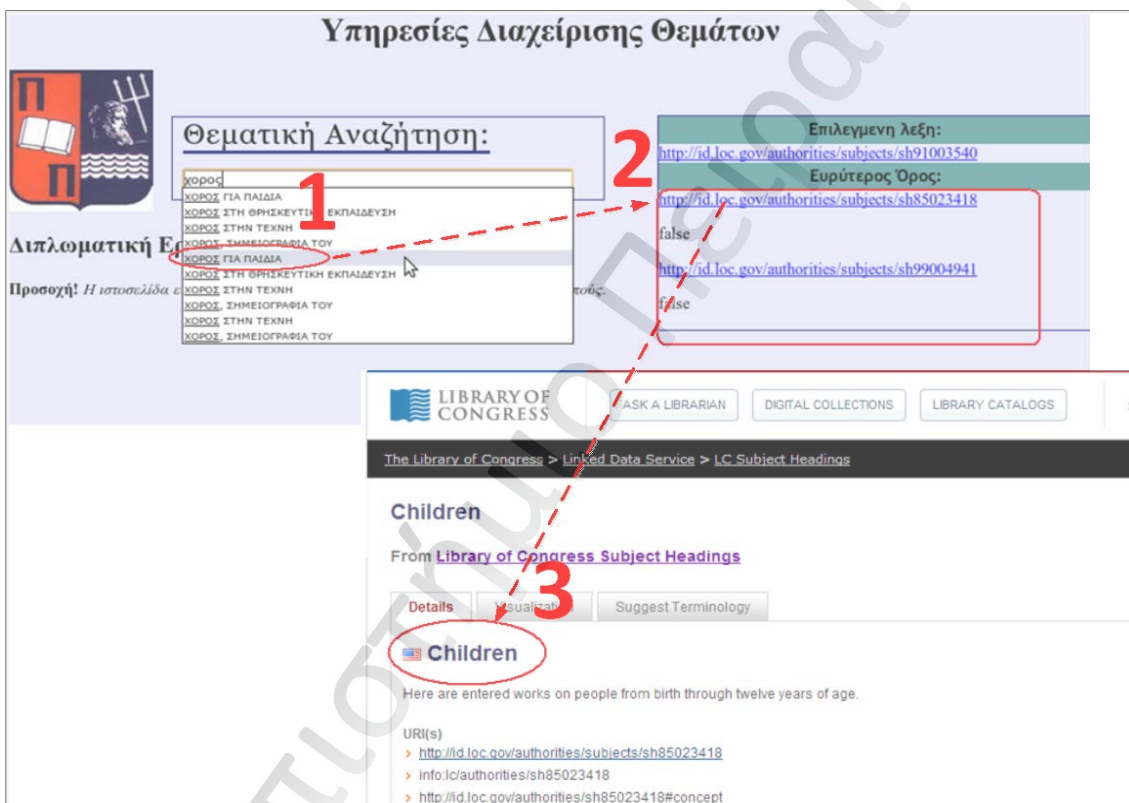 Υπηρεσίες Διαχείρισης Θεμάτων
Θεματική Αναζήτηση:
χορος
ΧΟΡΟΣ ΓΙΑ ΠΑΙΔΙΑ
ΧΟΡΟΣ ΣΤΗ ΘΡΗΣΚΕΥΤΙΚΗ ΕΚΠΑΙΔΕΥΣΗ
ΧΟΡΟΣ ΣΤΗΝ ΤΕΧΝΗ
ΧΟΡΟΣ, ΣΗΜΕΙΟΓΡΑΦΙΑ ΤΟΥ
ΧΟΡΟΣ ΓΙΑ ΠΑΙΔΙΑ
ΧΟΡΟΣ ΣΤΗ ΘΡΗΣΚΕΥΤΙΚΗ ΕΚΠΑΙΔΕΥΣΗ
ΧΟΡΟΣ ΣΤΗΝ ΤΕΧΝΗ
ΧΟΡΟΣ, ΣΗΜΕΙΟΓΡΑΦΙΑ ΤΟΥ
ΧΟΡΟΣ ΣΤΗΝ ΤΕΧΝΗ
ΧΟΡΟΣ, ΣΗΜΕΙΟΓΡΑΦΙΑ ΤΟΥ
1
Διπλωματική
Προσοχή! Η ιστοσελίδα
2
Επιλεγμενη λεξη:
http://id.loc.gov/authorities/subjects/sh91003540
Ευρύτερος Όρος:
http://id.loc.gov/authorities/subjects/sh85023418
false
http://id.loc.gov/authorities/subjects/sh99004941
false
LIBRARY OF
CONGRESS
ASK A LIBRARIAN DIGITAL COLLECTIONS LIBRARY CATALOGS
The Library of Congress > Linked Data Service > LC Subject Headings
Children
From Library of Congress Subject Headings
3
Details Visualization Suggest Terminology
Children
Here are entered works on people from birth through twelve years of age.
URI(s)
> http://id.loc.gov/authorities/subjects/sh85023418
> info:lc/authorities/sh85023418
> http://id.loc.gov/authorities/sh85023418#concept